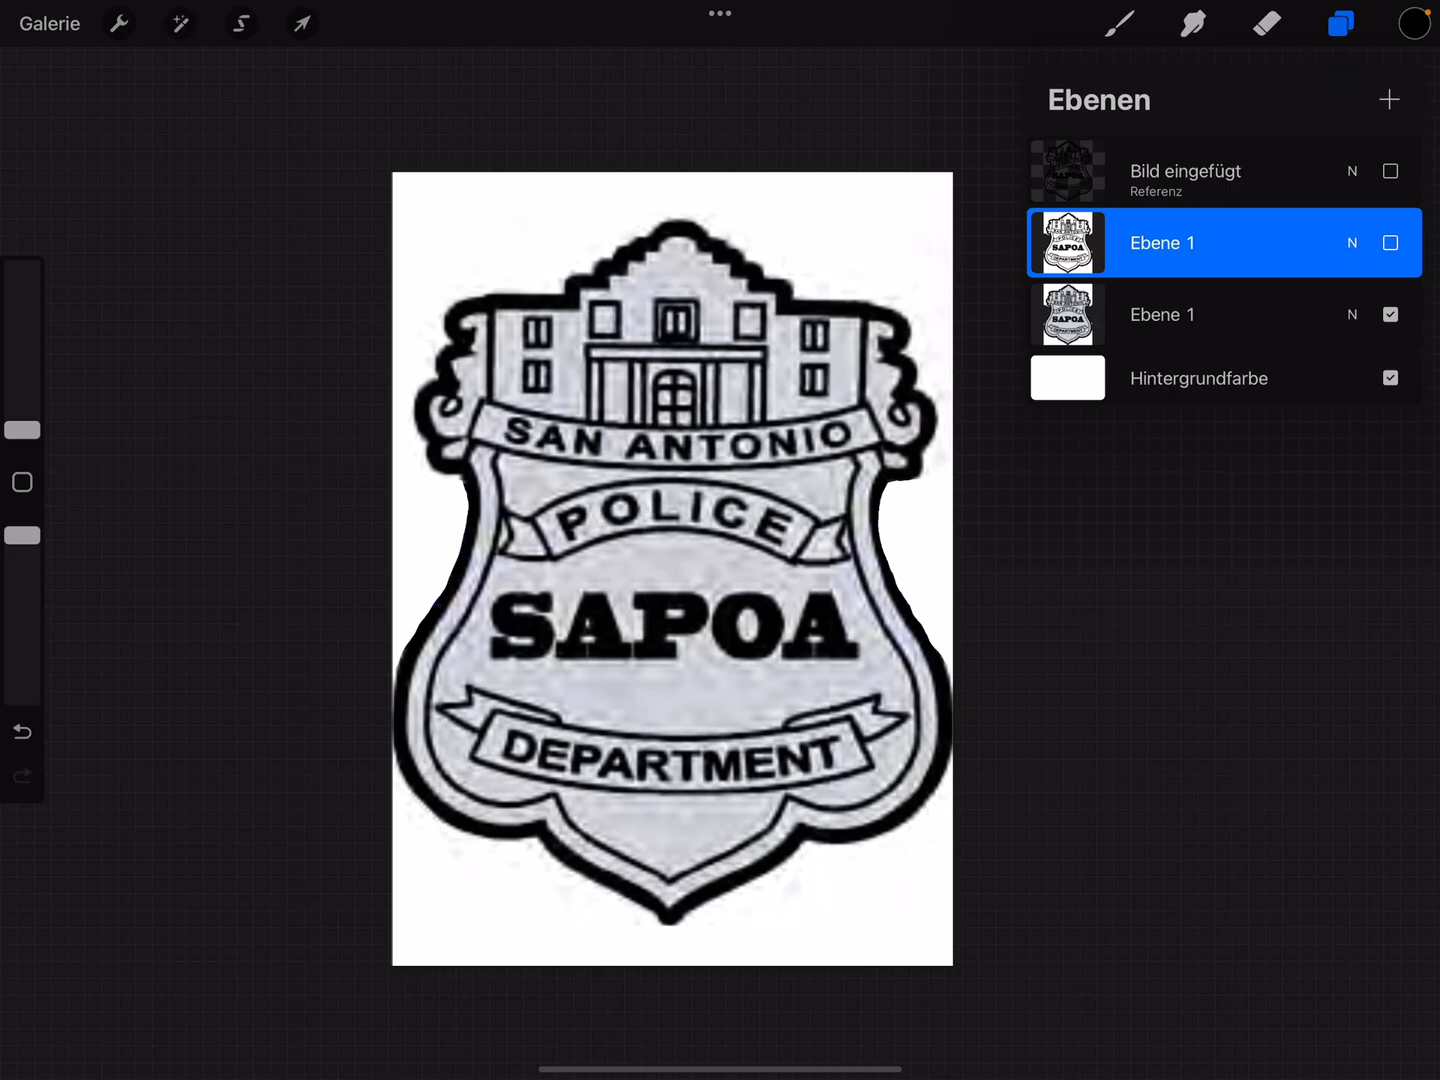 Galerie
Ebenen
Bild eingefügt N
Referenz
Ebene 1 N
Ebene 1 N
Hintergrundfarbe
SAN ANTONIO
POLICE
SAPOA
DEPARTMENT